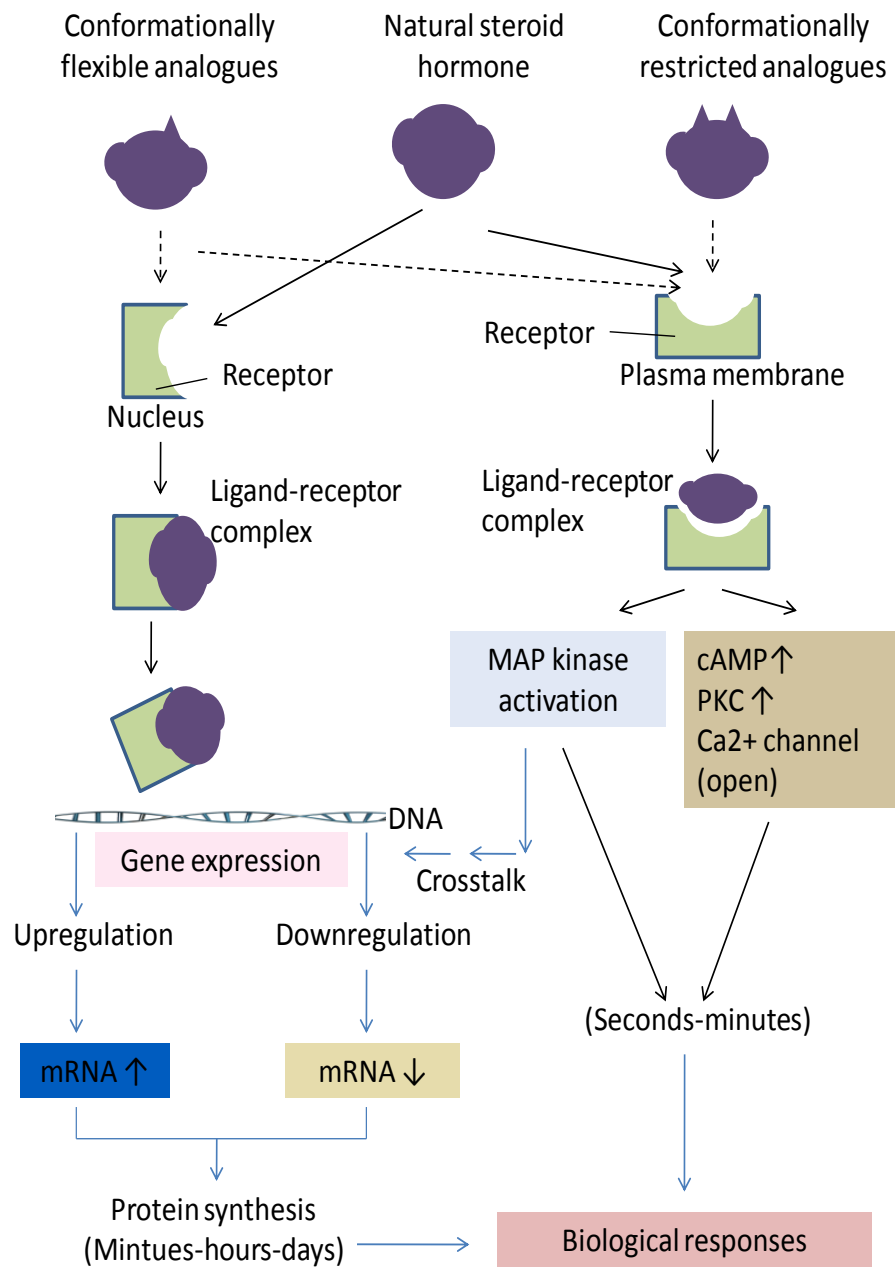 Conformationally
flexible analogues
Natural steroid
hormone
Conformationally
restricted analogues
Receptor
Nucleus
Receptor
Plasma membrane
Ligand-receptor
complex
Ligand-receptor
complex
MAP kinase
activation
cAMP↑
PKC ↑
Ca2+ channel
(open)
DNA
Gene expression
Crosstalk
Upregulation
Downregulation
(Seconds-minutes)
mRNA ↑
mRNA ↓
Protein synthesis
(Mintues-hours-days)
Biological responses